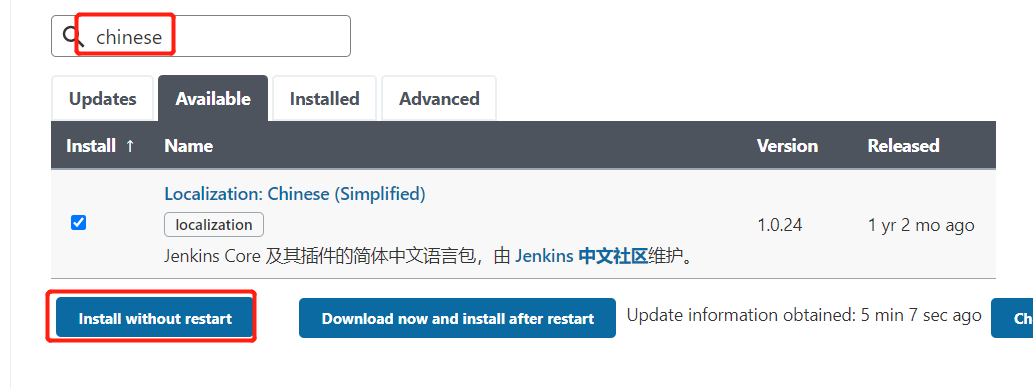 chinese
Updates Available Installed Advanced
Install ↑ Name Version Released
Localization: Chinese (Simplified)
localization 1.0.24 1 yr 2 mo ago
Jenkins Core 及其插件的简体中文语言包，由 Jenkins 中文社区维护。
Install without restart Download now and install after restart Update information obtained: 5 min 7 sec ago Ch